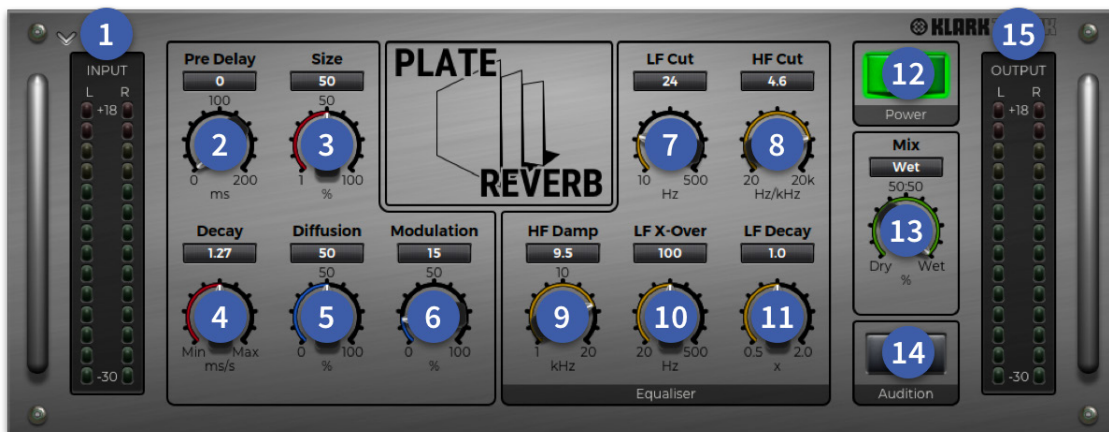 1
KLARK
15
INPUT
L R
+18
-30
Pre Delay
0
100
2
0 200
ms
Size
50
50
3
1 100
%
PLATE
REVERB
LF Cut
24
7
10 500
Hz
HF Cut
4.6
8
20 20k
Hz/kHz
12
Power
Decay
1.27
4
Min Max
ms/s
Diffusion
50
50
5
0 100
%
Modulation
15
50
6
0 100
%
HF Damp
9.5
10
9
1 20
kHz
LF X-Over
100
10
20 500
Hz
LF Decay
1.0
11
0.5 2.0
x
Equaliser
Mix
Wet
50:50
13
Dry Wet
%
14
Audition
OUTPUT
L R
+18
-30